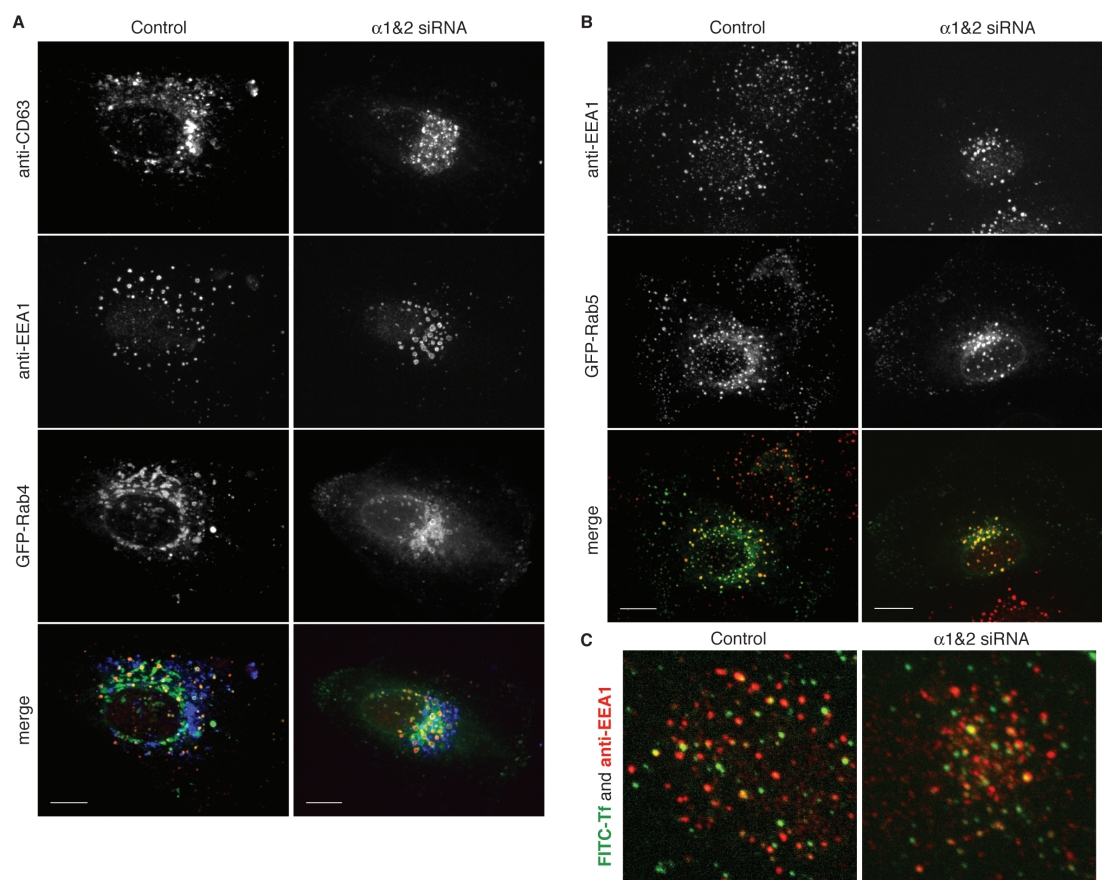 A
Control
α1&2 siRNA
anti-CD63
anti-EEA1
GFP-Rab4
merge
B
Control
α1&2 siRNA
anti-EEA1
GFP-Rab5
merge
C
Control
α1&2 siRNA
FITC-Tf and anti-EEA1